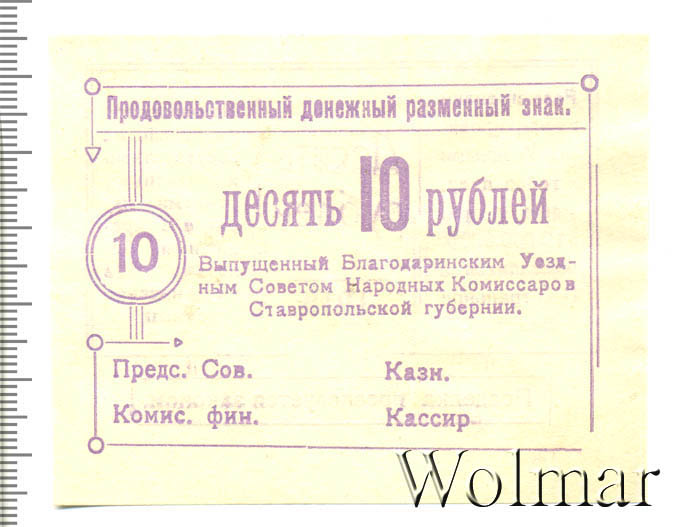 Продовольственный денежный разменный знак.
десять 10 рублей
10
Выпущенный Благодаринским Уезд-
ным Советом Народных Комиссаров
Ставропольской губернии.
Предс. Сов. Казн.
Комис. фин. Кассир
Wolmar